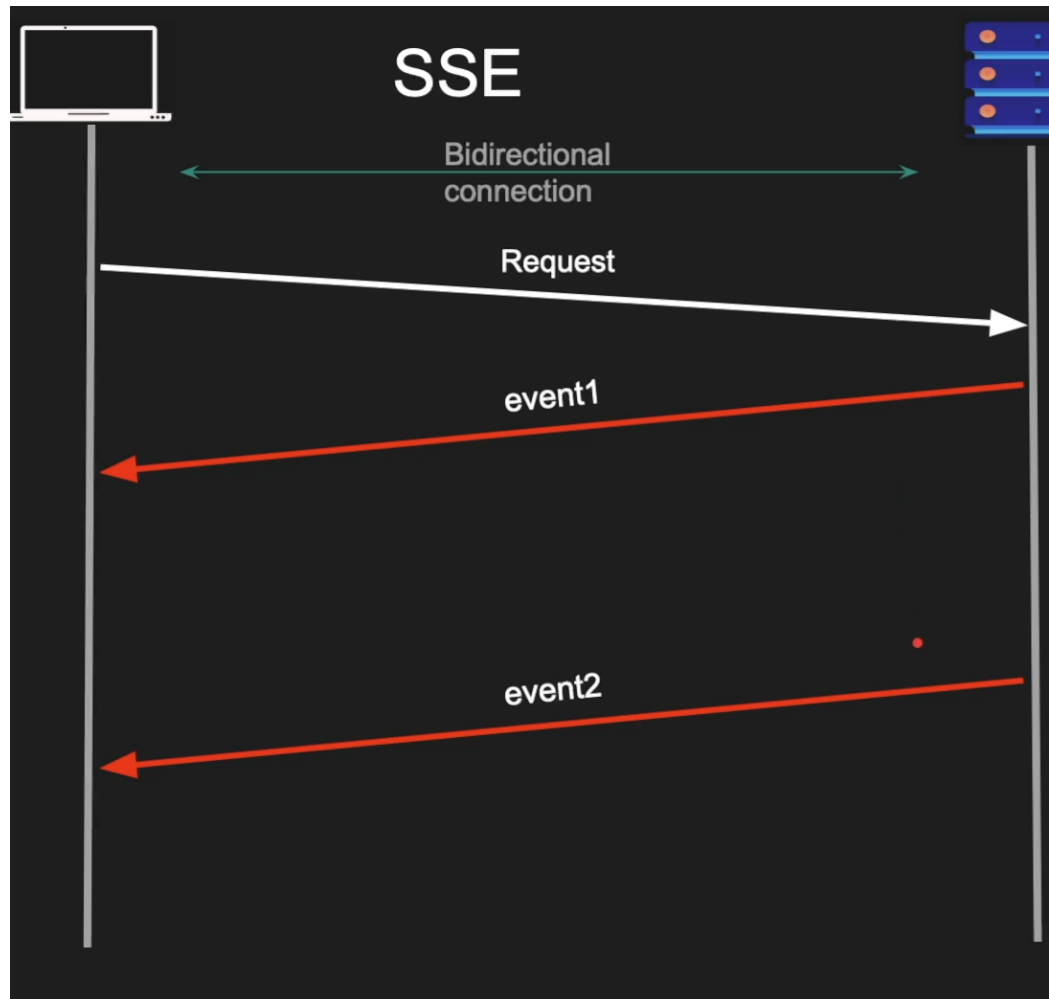 SSE
Bidirectional
connection
Request
event1
event2